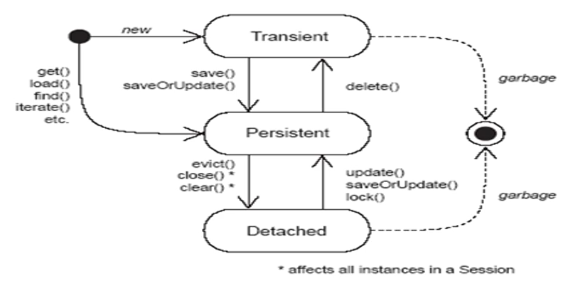 new
Transient
get()
load()
find()
iterate()
etc.
save()
saveOrUpdate()
delete()
garbage
Persistent
evict()
close() *
clear() *
update()
saveOrUpdate()
lock()
garbage
Detached
* affects all instances in a Session